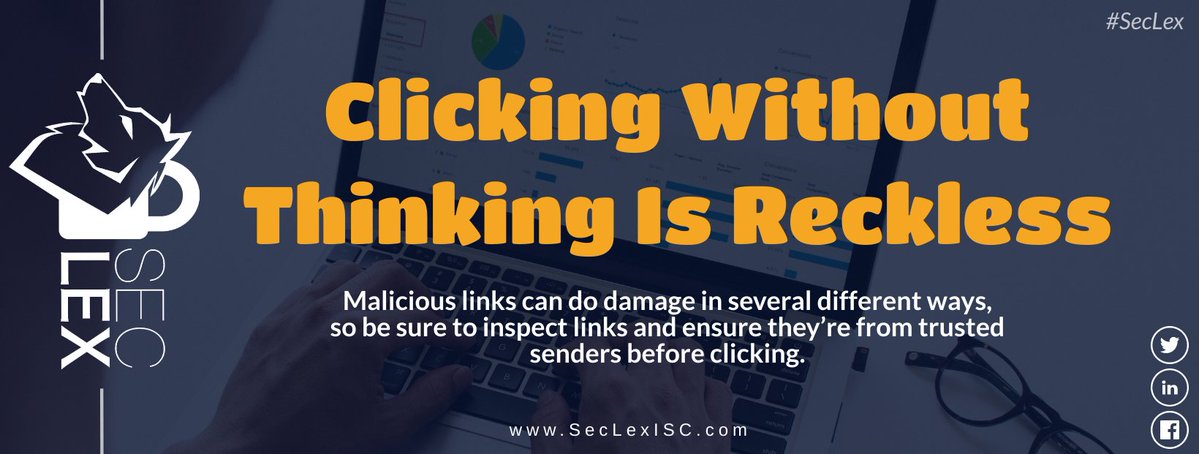 #SecLex
Clicking Without
Thinking Is Reckless
Malicious links can do damage in several different ways,
so be sure to inspect links and ensure they’re from trusted
senders before clicking.
www.SecLexISC.com
SEC
LEX
in